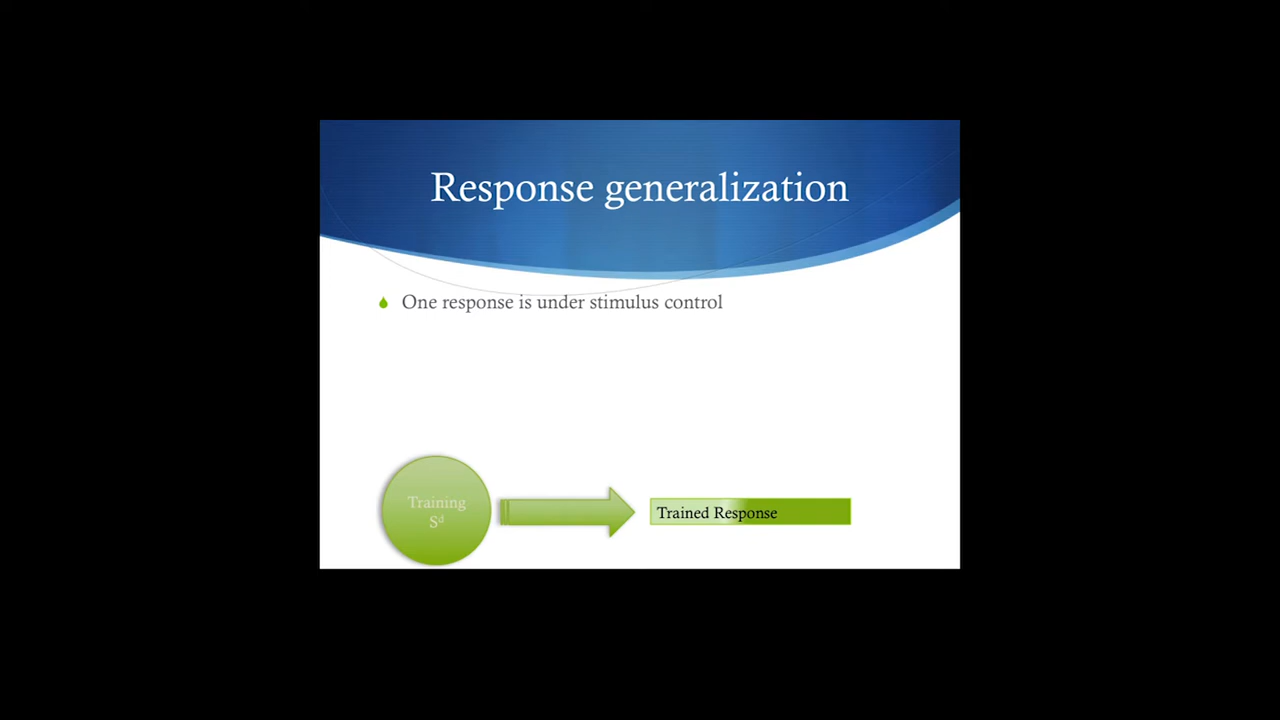 Response generalization
One response is under stimulus control
Training
Sᵈ
Trained Response